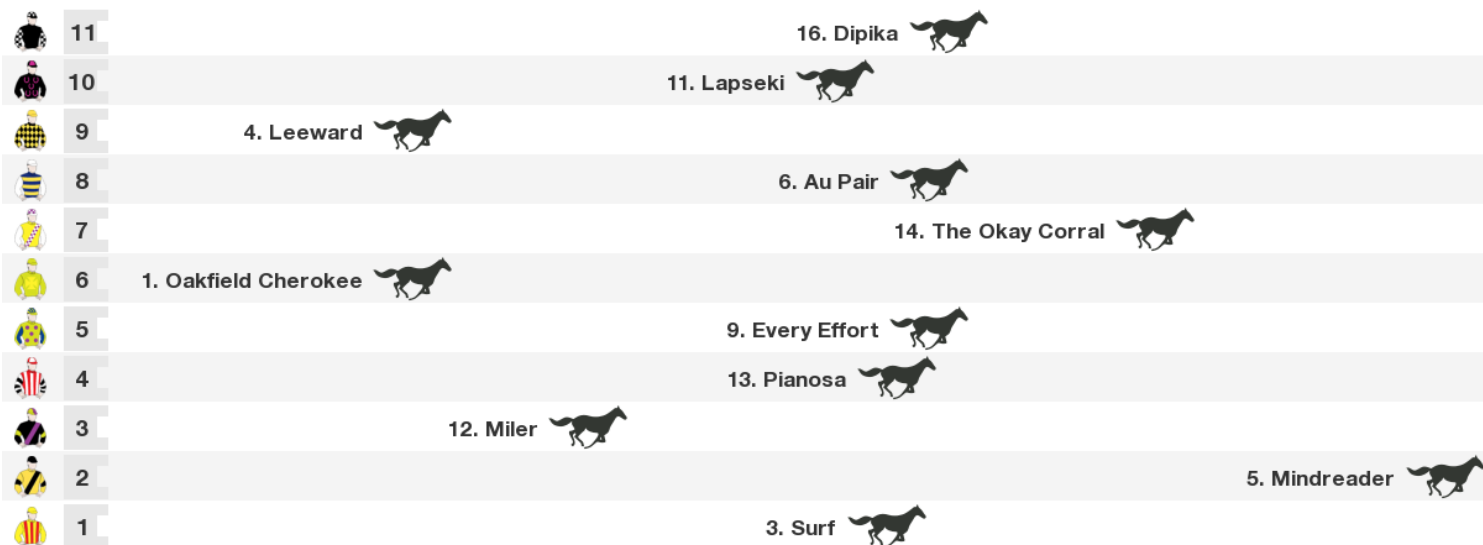 11 16. Dipika
10 11. Lapseki
9 4. Leeward
8 6. Au Pair
7 14. The Okay Corral
6 1. Oakfield Cherokee
5 9. Every Effort
4 13. Pianosa
3 12. Miler
2 5. Mindreader
1 3. Surf